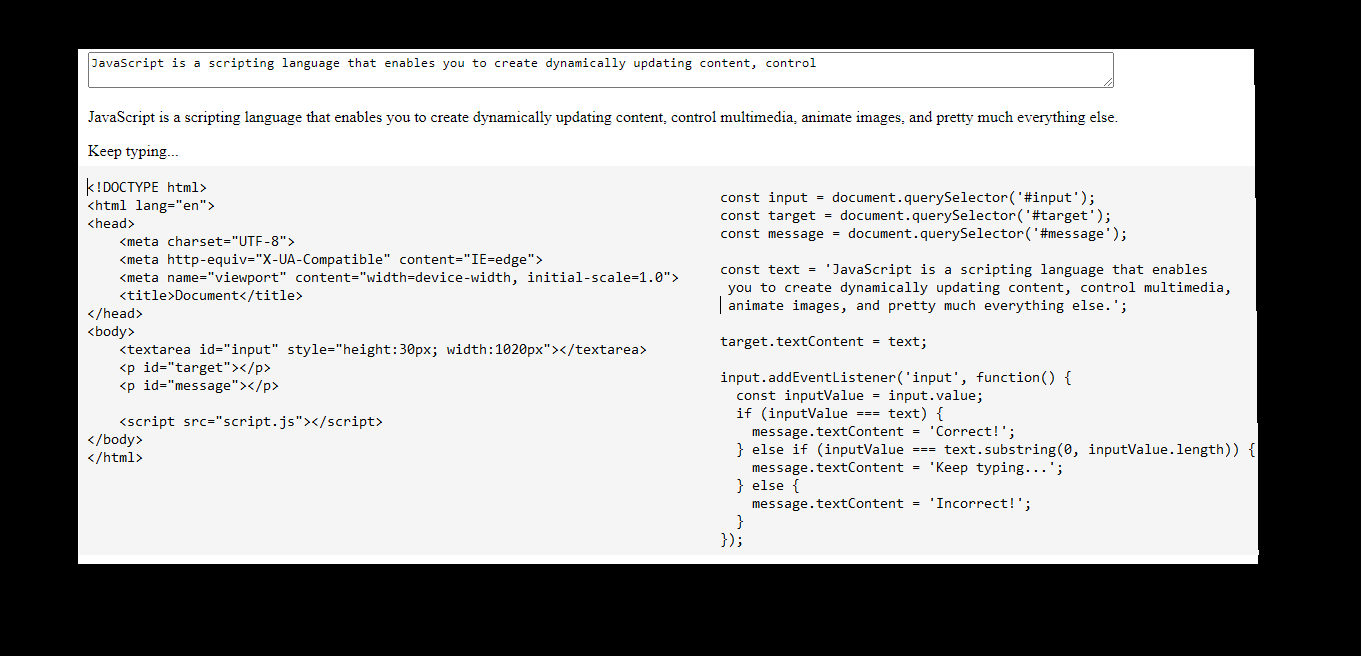 JavaScript is a scripting language that enables you to create dynamically updating content, control
JavaScript is a scripting language that enables you to create dynamically updating content, control multimedia, animate images, and pretty much everything else.
Keep typing...
<!DOCTYPE html>
<html lang="en">
<head>
    <meta charset="UTF-8">
    <meta http-equiv="X-UA-Compatible" content="IE=edge">
    <meta name="viewport" content="width=device-width, initial-scale=1.0">
    <title>Document</title>
</head>
<body>
    <textarea id="input" style="height:30px; width:1020px"></textarea>
    <p id="target"></p>
    <p id="message"></p>
    <script src="script.js"></script>
</body>
</html>
const input = document.querySelector('#input');
const target = document.querySelector('#target');
const message = document.querySelector('#message');
const text = 'JavaScript is a scripting language that enables
 you to create dynamically updating content, control multimedia,
 animate images, and pretty much everything else.';
target.textContent = text;
input.addEventListener('input', function() {
  const inputValue = input.value;
  if (inputValue === text) {
    message.textContent = 'Correct!';
  } else if (inputValue === text.substring(0, inputValue.length)) {
    message.textContent = 'Keep typing...';
  } else {
    message.textContent = 'Incorrect!';
  }
});